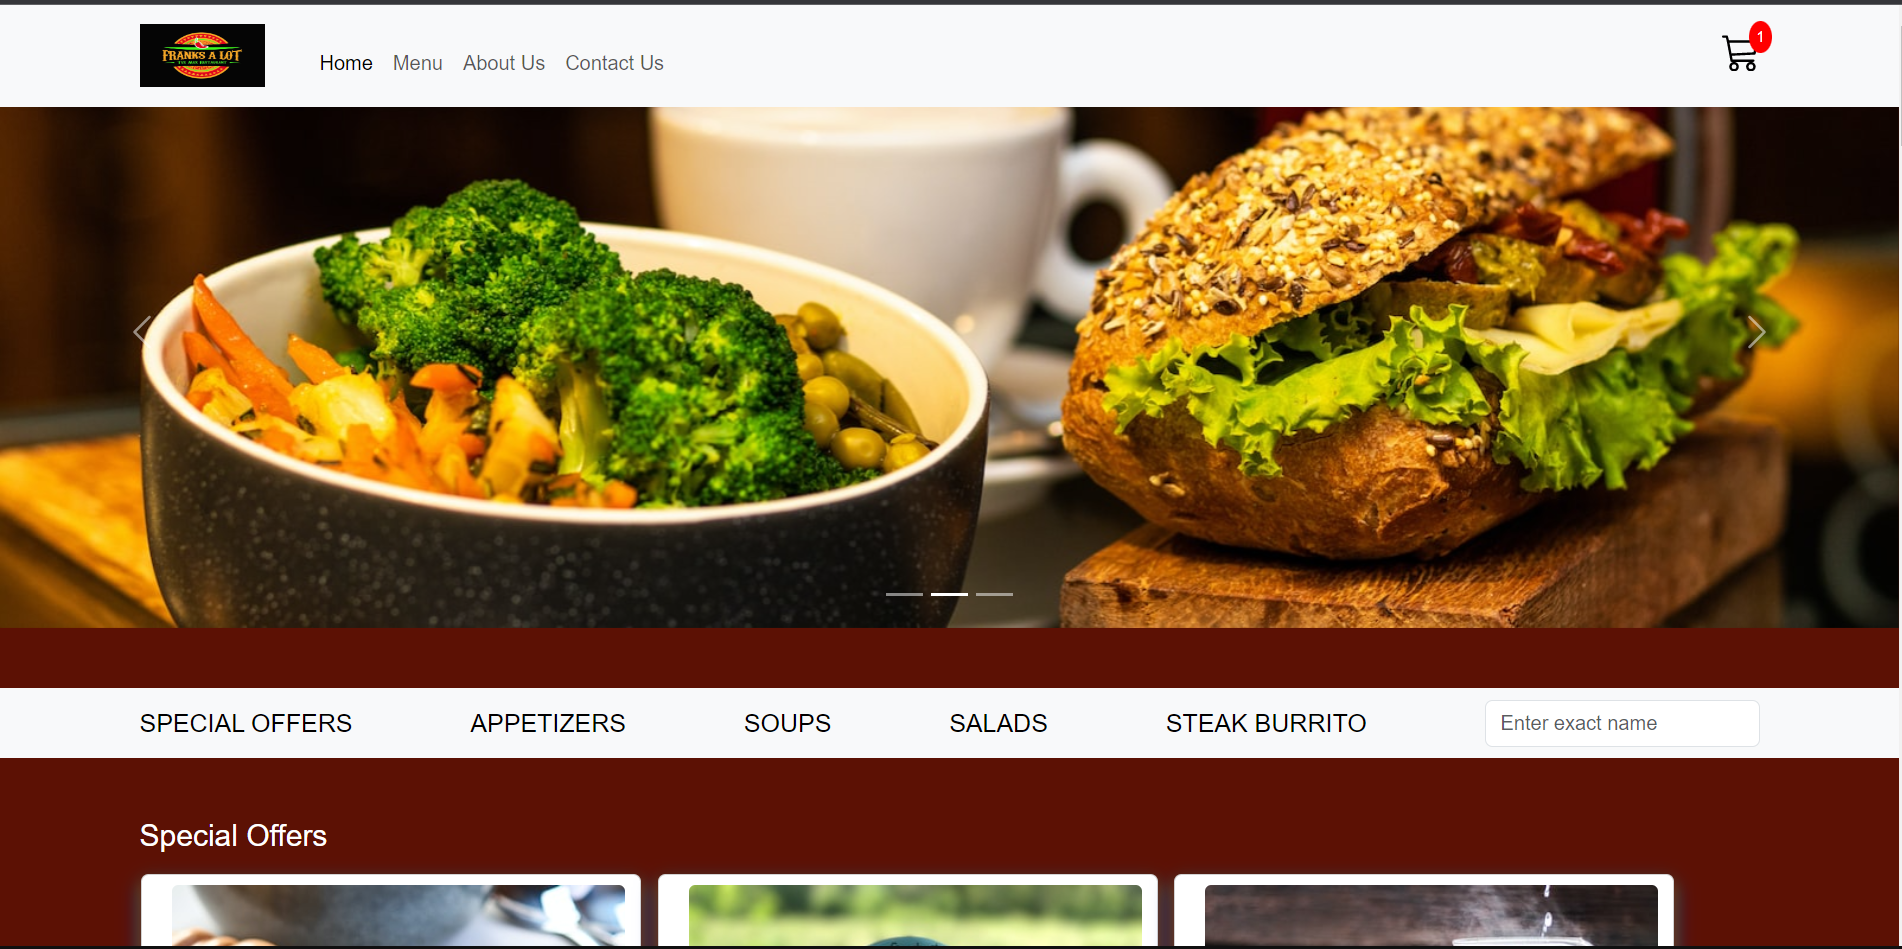 FRANKS A LOT
Home Menu About Us Contact Us
1
SPECIAL OFFERS APPETIZERS SOUPS SALADS STEAK BURRITO Enter exact name
Special Offers